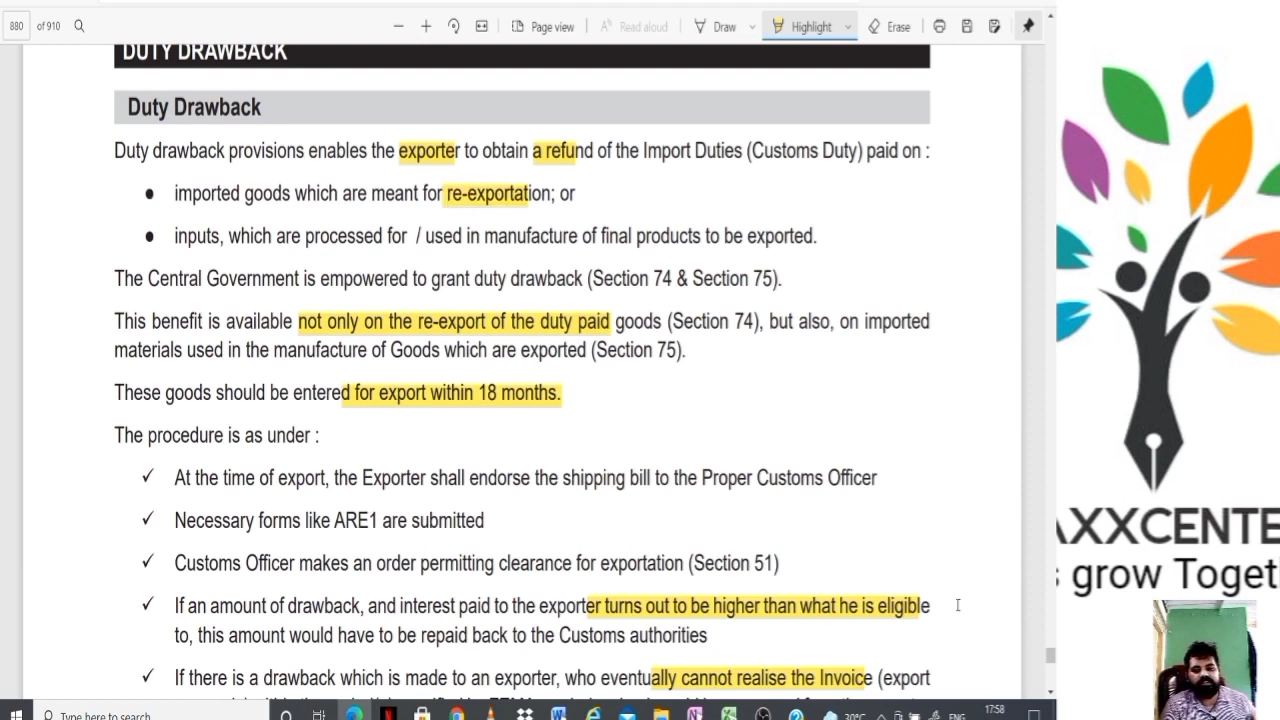 880 of 910 Page view Read aloud Draw Highlight Erase
DUTY DRAWBACK
Duty Drawback
Duty drawback provisions enables the exporter to obtain a refund of the Import Duties (Customs Duty) paid on :
● imported goods which are meant for re-exportation; or
● inputs, which are processed for / used in manufacture of final products to be exported.
The Central Government is empowered to grant duty drawback (Section 74 & Section 75).
This benefit is available not only on the re-export of the duty paid goods (Section 74), but also, on imported
materials used in the manufacture of Goods which are exported (Section 75).
These goods should be entered for export within 18 months.
The procedure is as under :
✓ At the time of export, the Exporter shall endorse the shipping bill to the Proper Customs Officer
✓ Necessary forms like ARE1 are submitted
✓ Customs Officer makes an order permitting clearance for exportation (Section 51)
✓ If an amount of drawback, and interest paid to the exporter turns out to be higher than what he is eligible
to, this amount would have to be repaid back to the Customs authorities
✓ If there is a drawback which is made to an exporter, who eventually cannot realise the Invoice (export
AXXCENTE
s grow Togeth
Type here to search
30°C
ENG
17:58